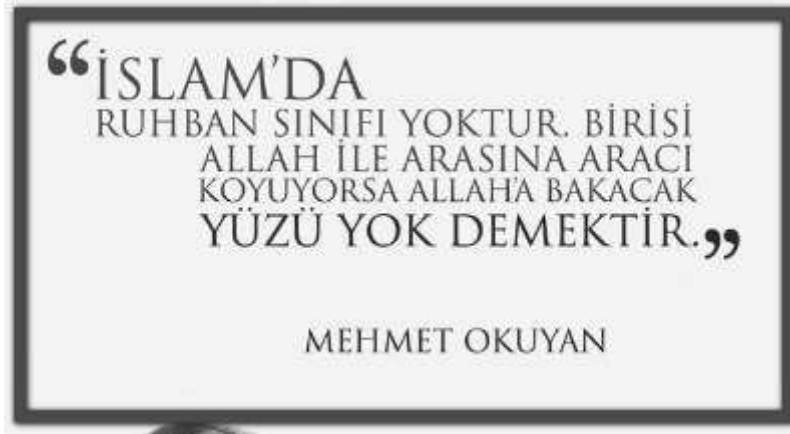 “İSLAM’DA
RUHBAN SINIFI YOKTUR. BİRİSİ
ALLAH İLE ARASINA ARACI
KOYUYORSA ALLAH'A BAKACAK
YÜZÜ YOK DEMEKTİR.”
MEHMET OKUYAN